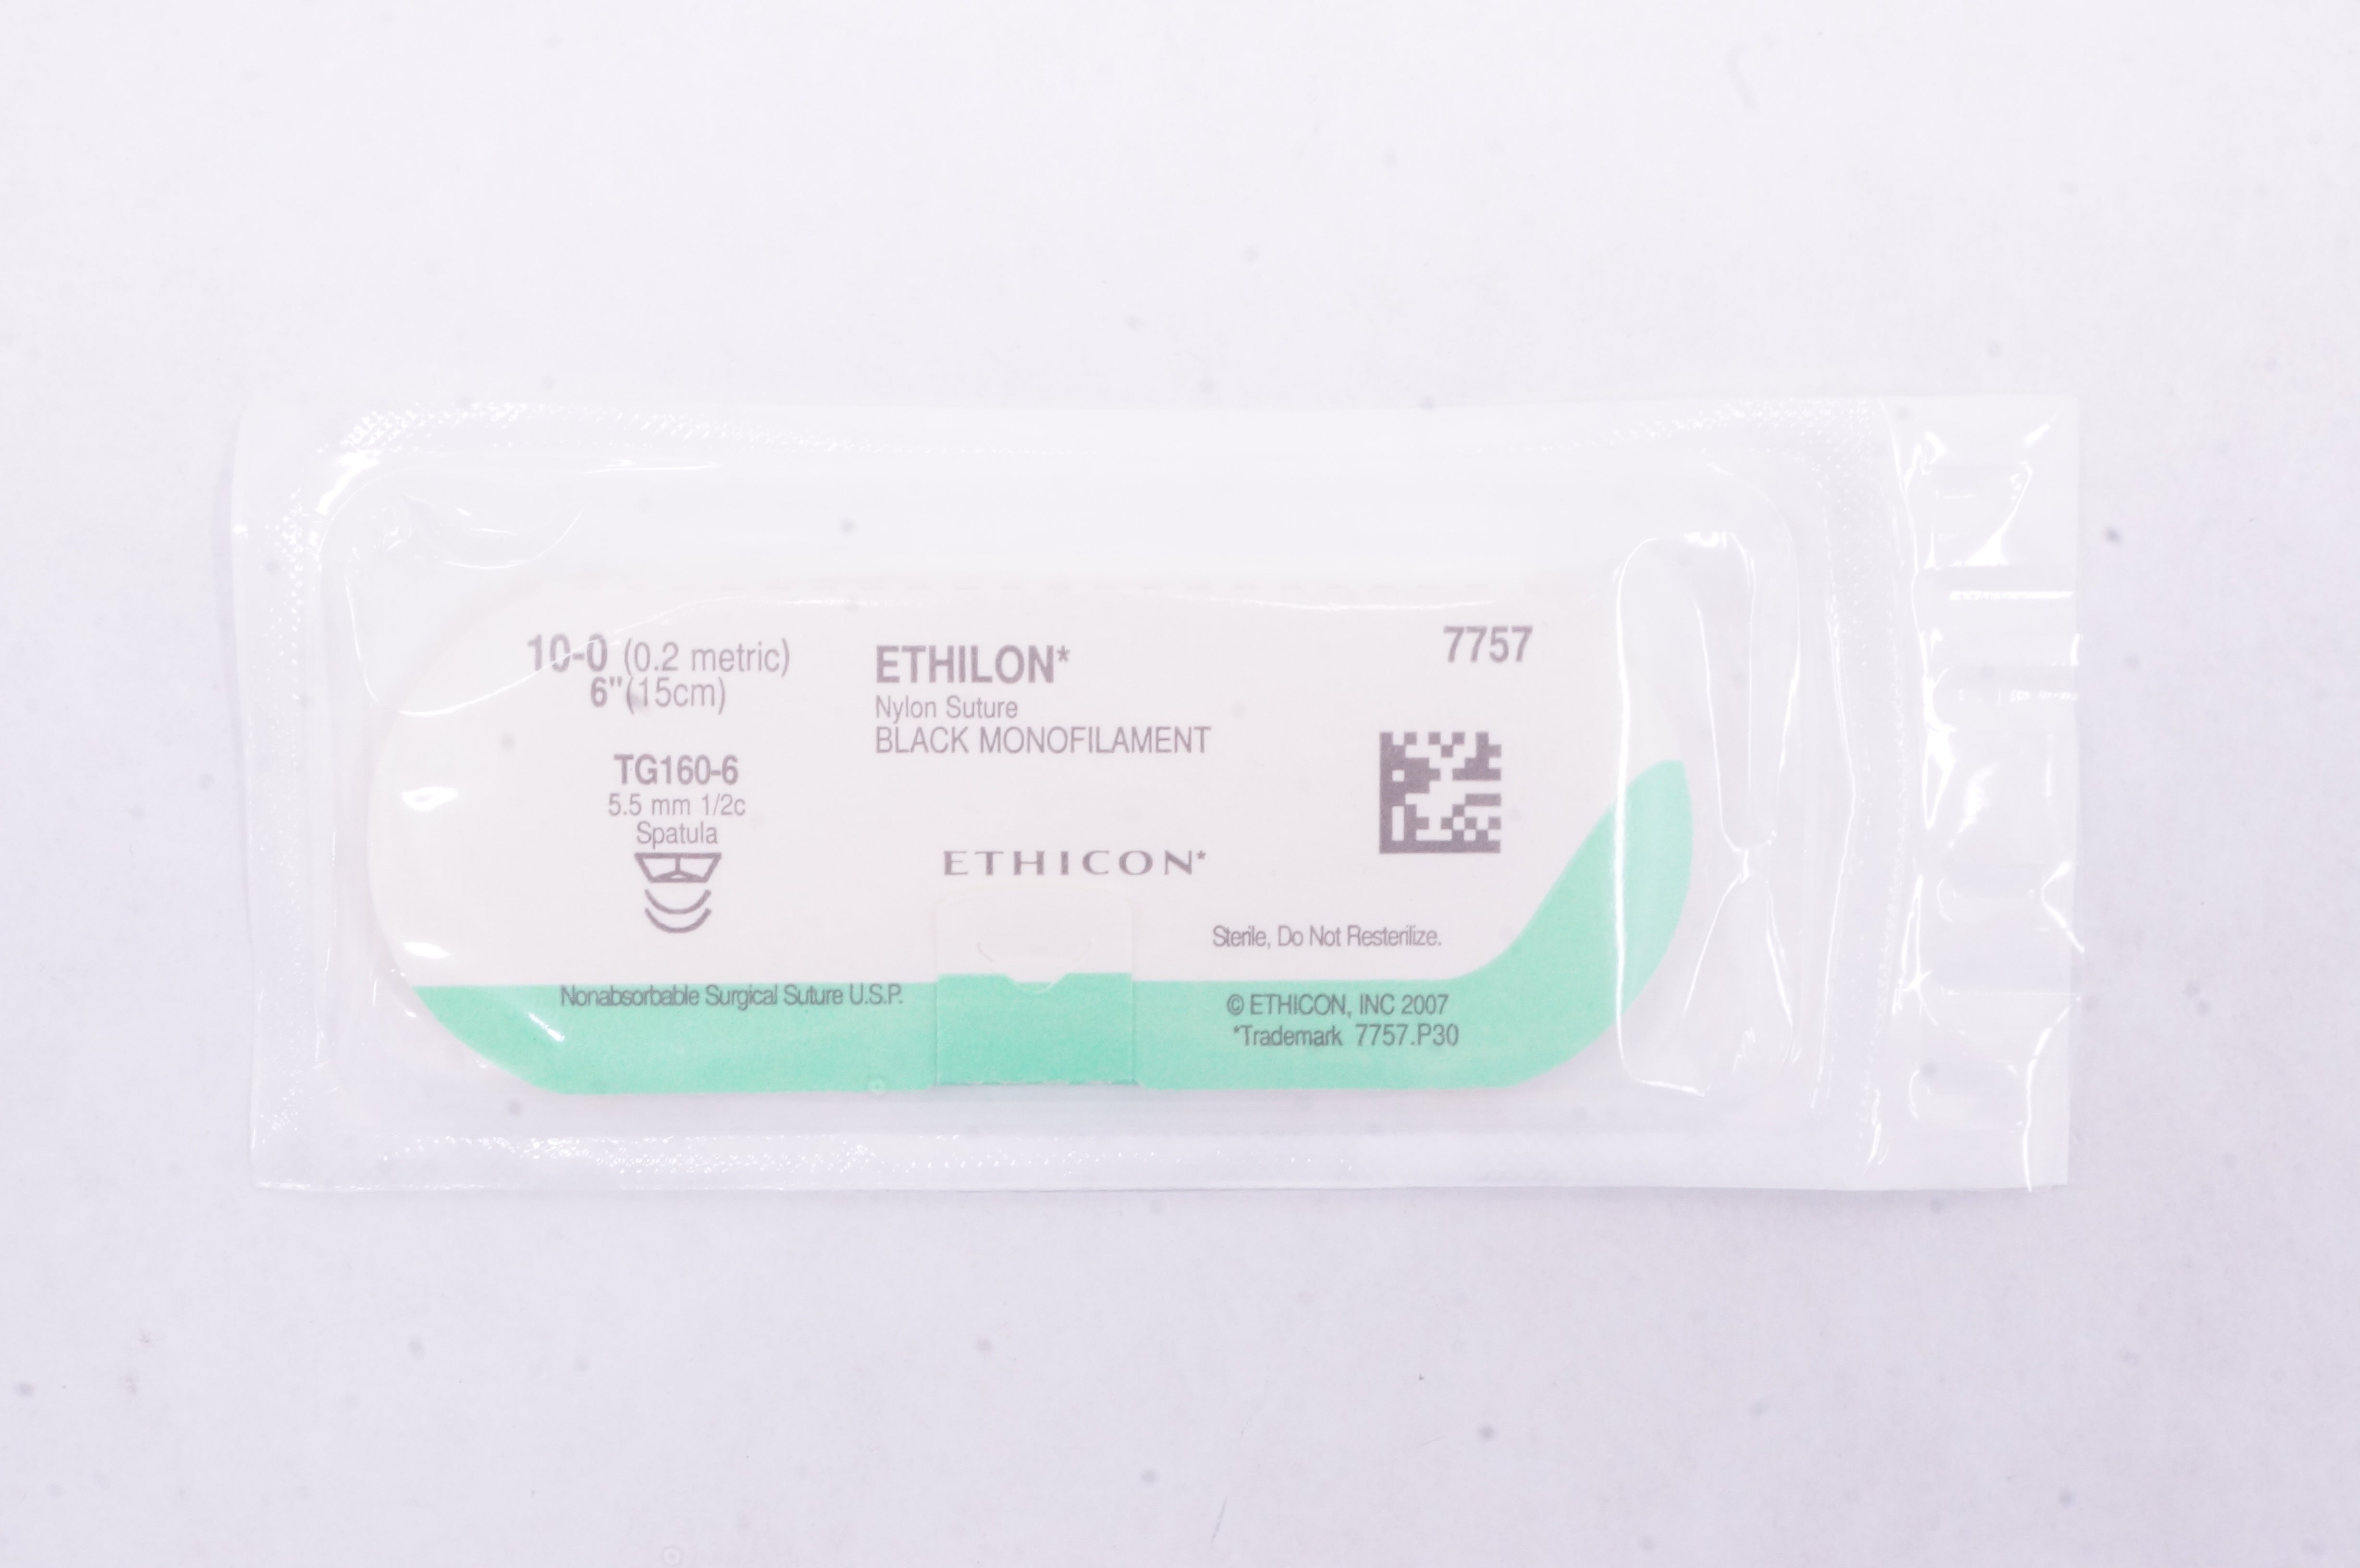 10-0 (0.2 metric)
6"(15cm)
TG160-6
5.5 mm 1/2c
Spatula
ETHILON*
Nylon Suture
BLACK MONOFILAMENT
7757
ETHICON*
Sterile, Do Not Resterilize.
Nonabsorbable Surgical Suture U.S.P.
© ETHICON, INC 2007
*Trademark 7757.P30